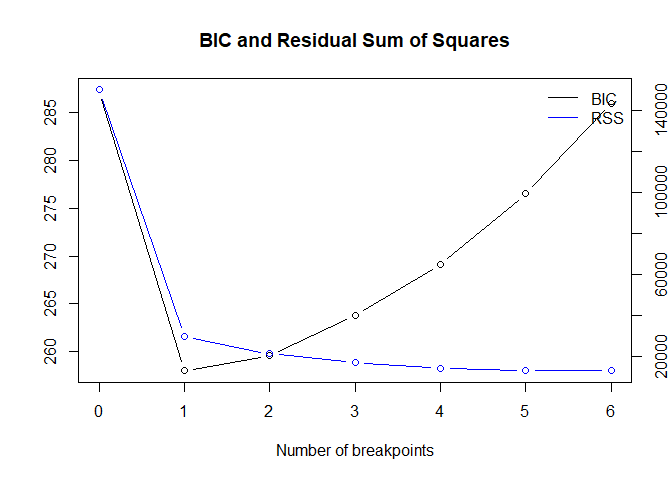 BIC and Residual Sum of Squares
BIC
RSS
285
280
275
270
265
260
140000
100000
60000
20000
0 1 2 3 4 5 6
Number of breakpoints